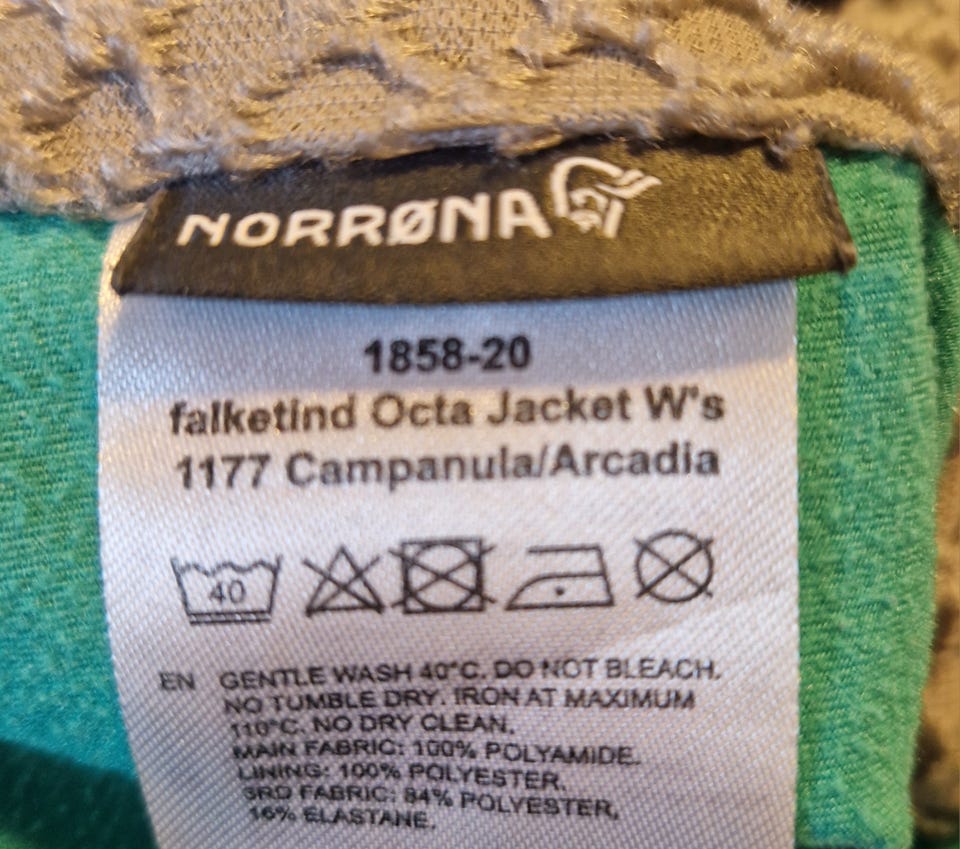 NORRØNA
1858-20
falketind Octa Jacket W's
1177 Campanula/Arcadia
40
EN GENTLE WASH 40°C. DO NOT BLEACH.
NO TUMBLE DRY. IRON AT MAXIMUM
110°C. NO DRY CLEAN.
MAIN FABRIC: 100% POLYAMIDE.
LINING: 100% POLYESTER.
3RD FABRIC: 84% POLYESTER,
16% ELASTANE.